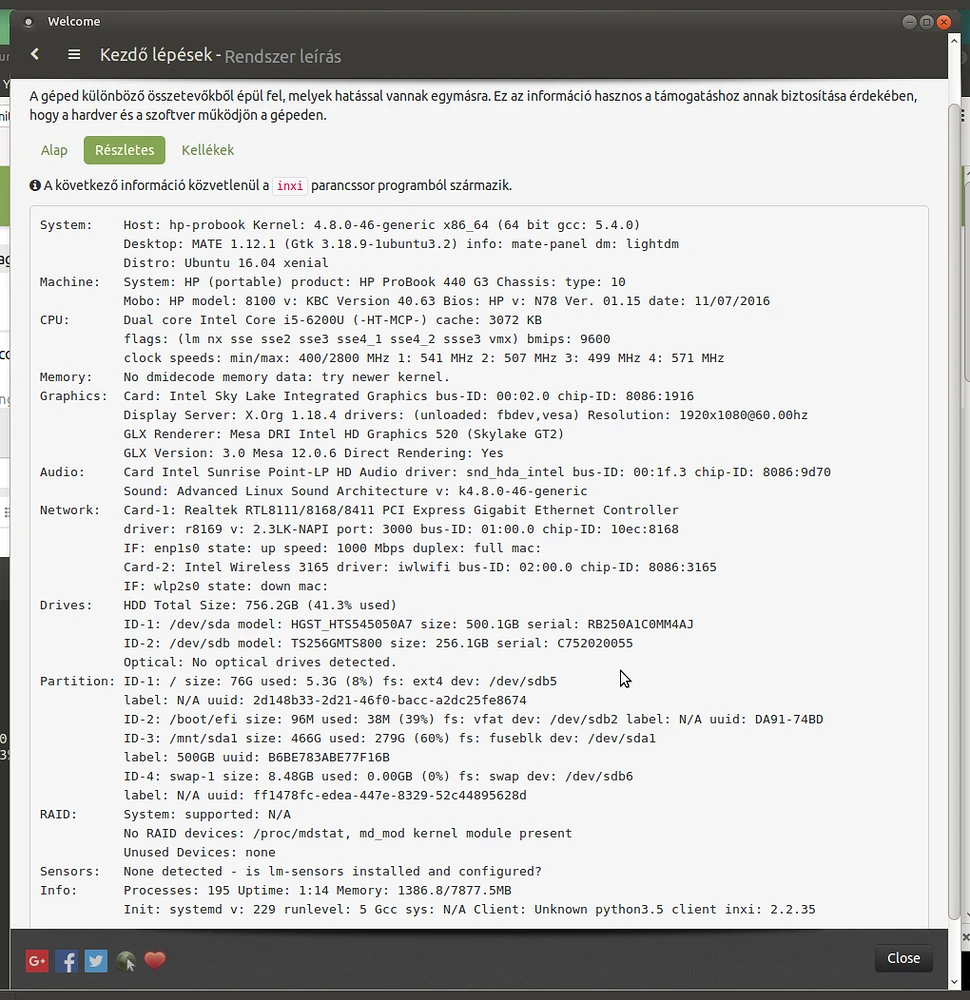 Welcome
Kezdő lépések - Rendszer leírás
A géped különböző összetevőkből épül fel, melyek hatással vannak egymásra. Ez az információ hasznos a támogatáshoz annak biztosítása érdekében,
hogy a hardver és a szoftver működjön a gépeden.
Alap Részletes Kellékek
A következő információ közvetlenül a inxi parancssor programból származik.
System: Host: hp-probook Kernel: 4.8.0-46-generic x86_64 (64 bit gcc: 5.4.0)
Desktop: MATE 1.12.1 (Gtk 3.18.9-1ubuntu3.2) info: mate-panel dm: lightdm
Distro: Ubuntu 16.04 xenial
Machine: System: HP (portable) product: HP ProBook 440 G3 Chassis: type: 10
Mobo: HP model: 8100 v: KBC Version 40.63 Bios: HP v: N78 Ver. 01.15 date: 11/07/2016
CPU: Dual core Intel Core i5-6200U (-HT-MCP-) cache: 3072 KB
flags: (lm nx sse sse2 sse3 sse4_1 sse4_2 ssse3 vmx) bmips: 9600
clock speeds: min/max: 400/2800 MHz 1: 541 MHz 2: 507 MHz 3: 499 MHz 4: 571 MHz
Memory: No dmidecode memory data: try newer kernel.
Graphics: Card: Intel Sky Lake Integrated Graphics bus-ID: 00:02.0 chip-ID: 8086:1916
Display Server: X.Org 1.18.4 drivers: (unloaded: fbdev,vesa) Resolution: 1920x1080@60.00hz
GLX Renderer: Mesa DRI Intel HD Graphics 520 (Skylake GT2)
GLX Version: 3.0 Mesa 12.0.6 Direct Rendering: Yes
Audio: Card Intel Sunrise Point-LP HD Audio driver: snd_hda_intel bus-ID: 00:1f.3 chip-ID: 8086:9d70
Sound: Advanced Linux Sound Architecture v: k4.8.0-46-generic
Network: Card-1: Realtek RTL8111/8168/8411 PCI Express Gigabit Ethernet Controller
driver: r8169 v: 2.3LK-NAPI port: 3000 bus-ID: 01:00.0 chip-ID: 10ec:8168
IF: enp1s0 state: up speed: 1000 Mbps duplex: full mac:
Card-2: Intel Wireless 3165 driver: iwlwifi bus-ID: 02:00.0 chip-ID: 8086:3165
IF: wlp2s0 state: down mac:
Drives: HDD Total Size: 756.2GB (41.3% used)
ID-1: /dev/sda model: HGST_HTS545050A7 size: 500.1GB serial: RB250A1C0MM4AJ
ID-2: /dev/sdb model: TS256GMTS800 size: 256.1GB serial: C752020055
Optical: No optical drives detected.
Partition: ID-1: / size: 76G used: 5.3G (8%) fs: ext4 dev: /dev/sdb5
label: N/A uuid: 2d148b33-2d21-46f0-bacc-a2dc25fe8674
ID-2: /boot/efi size: 96M used: 38M (39%) fs: vfat dev: /dev/sdb2 label: N/A uuid: DA91-74BD
ID-3: /mnt/sda1 size: 466G used: 279G (60%) fs: fuseblk dev: /dev/sda1
label: 500GB uuid: B6BE783ABE77F16B
ID-4: swap-1 size: 8.48GB used: 0.00GB (0%) fs: swap dev: /dev/sdb6
label: N/A uuid: ff1478fc-edea-447e-8329-52c44895628d
RAID: System: supported: N/A
No RAID devices: /proc/mdstat, md_mod kernel module present
Unused Devices: none
Sensors: None detected - is lm-sensors installed and configured?
Info: Processes: 195 Uptime: 1:14 Memory: 1386.8/7877.5MB
Init: systemd v: 229 runlevel: 5 Gcc sys: N/A Client: Unknown python3.5 client inxi: 2.2.35
G+
Close